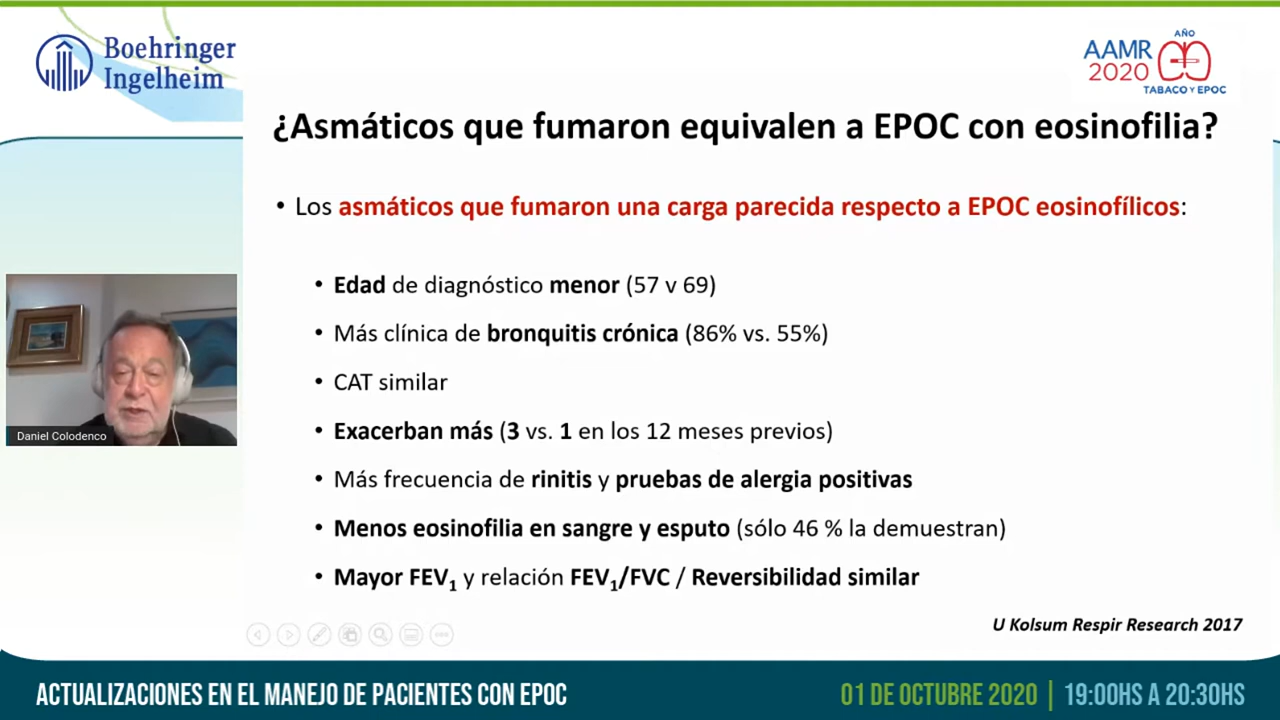 Boehringer
Ingelheim
AÑO
AAMR
2020
TABACO Y EPOC
¿Asmáticos que fumaron equivalen a EPOC con eosinofilia?
• Los asmáticos que fumaron una carga parecida respecto a EPOC eosinofílicos:
• Edad de diagnóstico menor (57 v 69)
• Más clínica de bronquitis crónica (86% vs. 55%)
• CAT similar
• Exacerban más (3 vs. 1 en los 12 meses previos)
• Más frecuencia de rinitis y pruebas de alergia positivas
• Menos eosinofilia en sangre y esputo (sólo 46 % la demuestran)
• Mayor FEV1 y relación FEV1/FVC / Reversibilidad similar
U Kolsum Respir Research 2017
Daniel Colodenco
ACTUALIZACIONES EN EL MANEJO DE PACIENTES CON EPOC
01 DE OCTUBRE 2020 | 19:00HS A 20:30HS